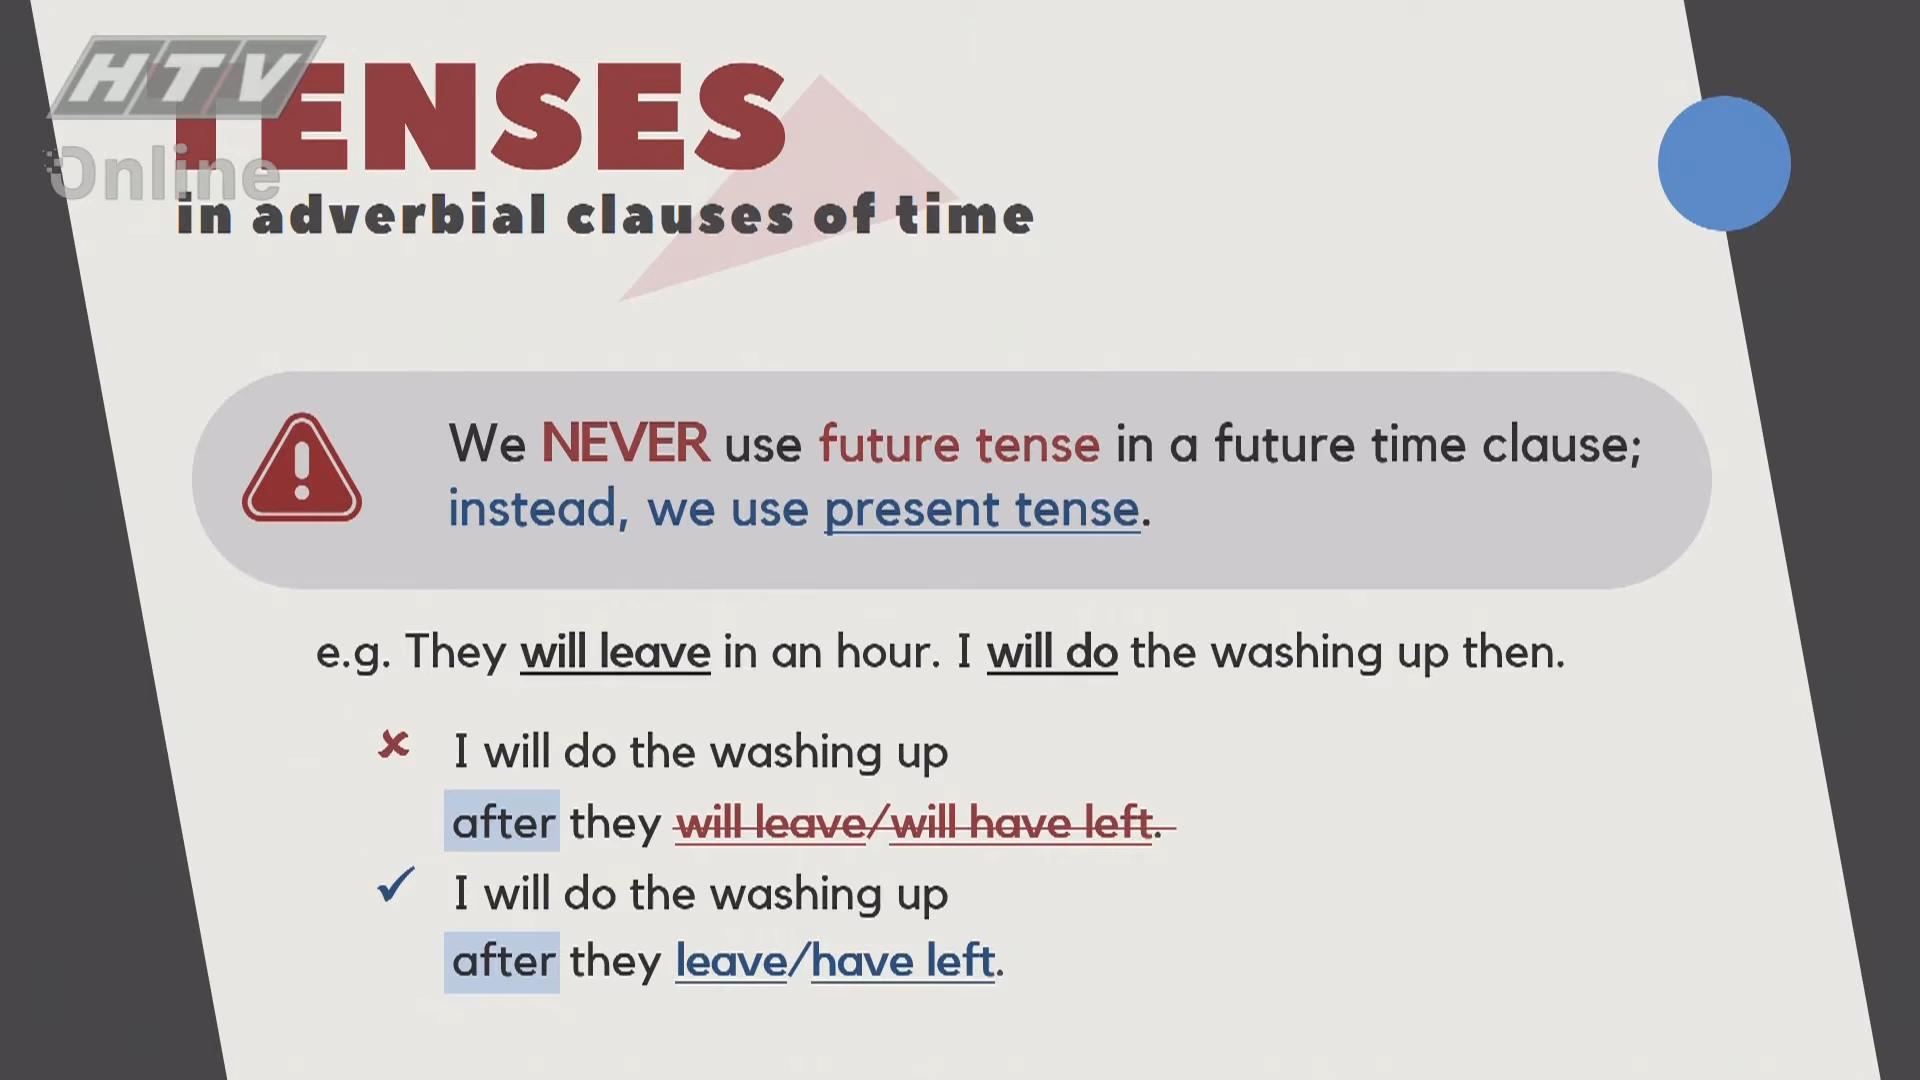 HTV
Online
TENSES
in adverbial clauses of time
We NEVER use future tense in a future time clause;
instead, we use present tense.
e.g. They will leave in an hour. I will do the washing up then.
✘ I will do the washing up
after they will leave/will have left.
✓ I will do the washing up
after they leave/have left.